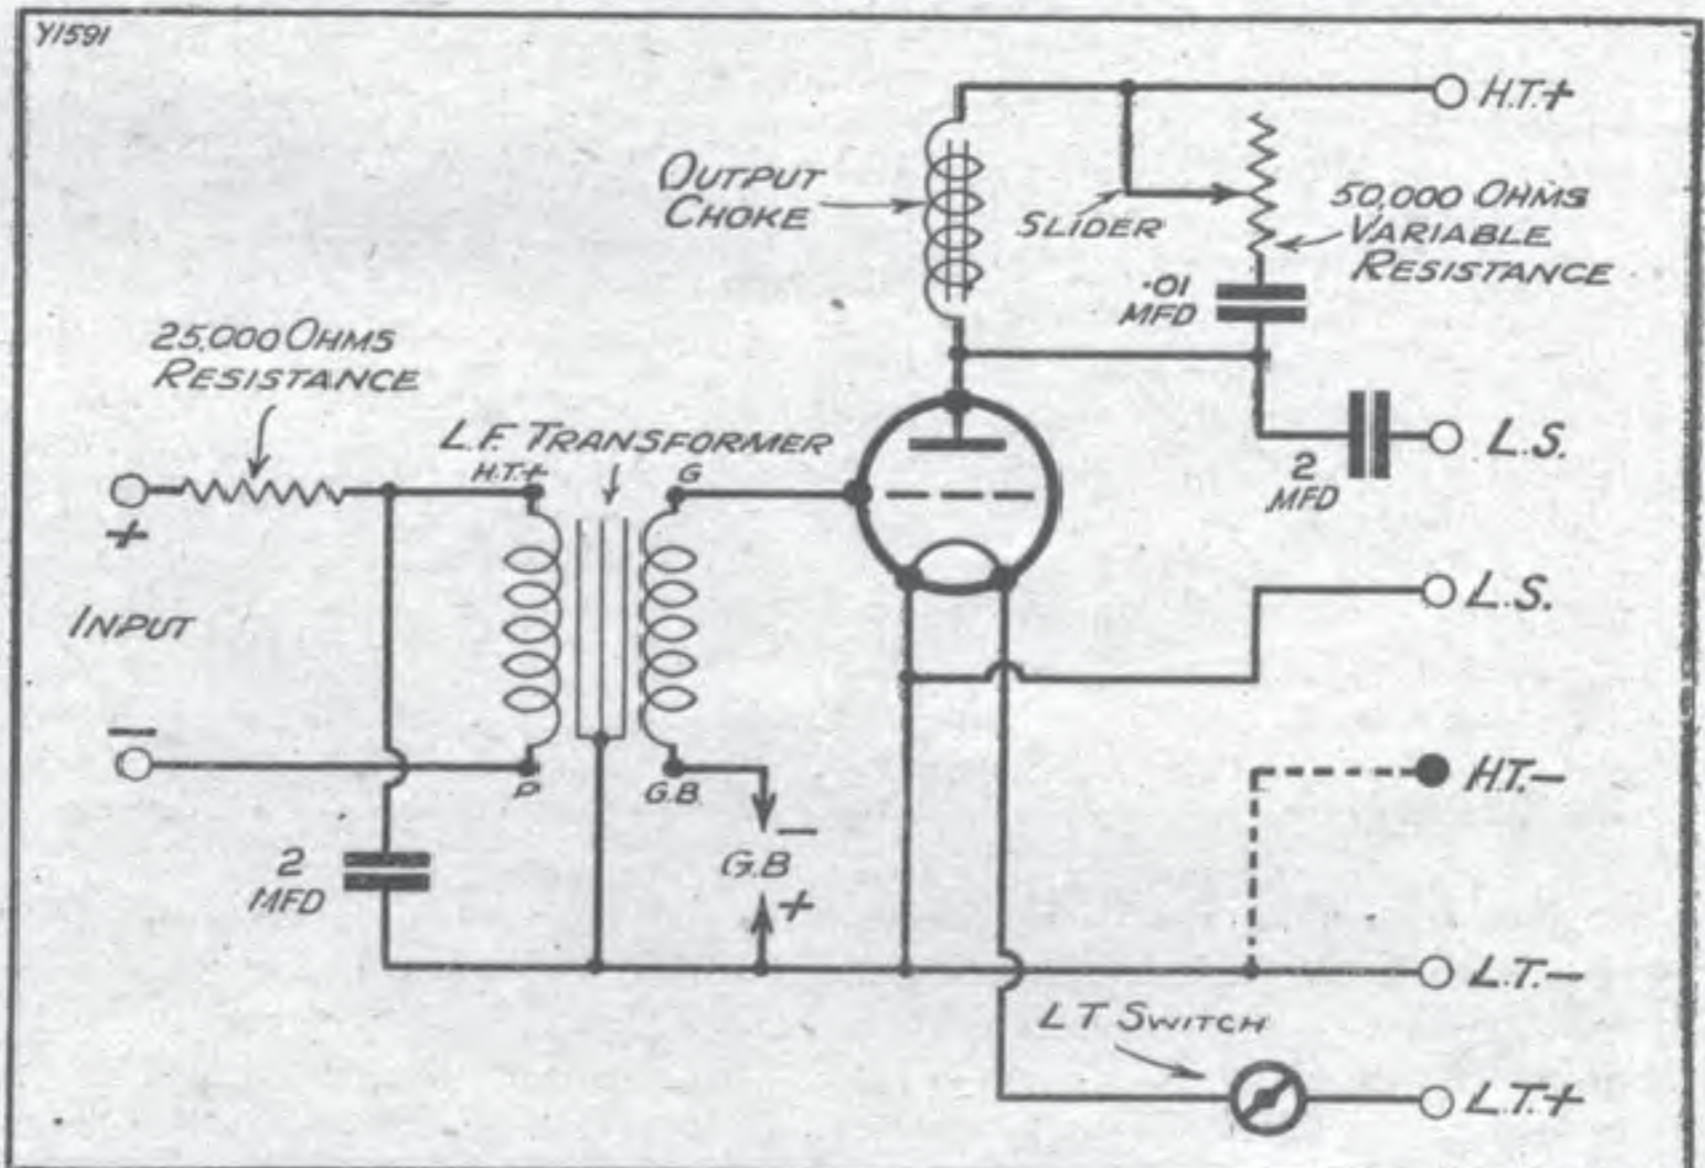 Y1591
H.T.+
OUTPUT
CHOKE
SLIDER
50,000 OHMS
VARIABLE
RESISTANCE
.01
MFD
25,000 OHMS
RESISTANCE
L.F. TRANSFORMER
H.T.+
G
L.S.
2
MFD
+
INPUT
L.S.
—
P
G.B.
H.T.—
—
G.B
+
2
MFD
L.T.—
L T SWITCH
L.T.+